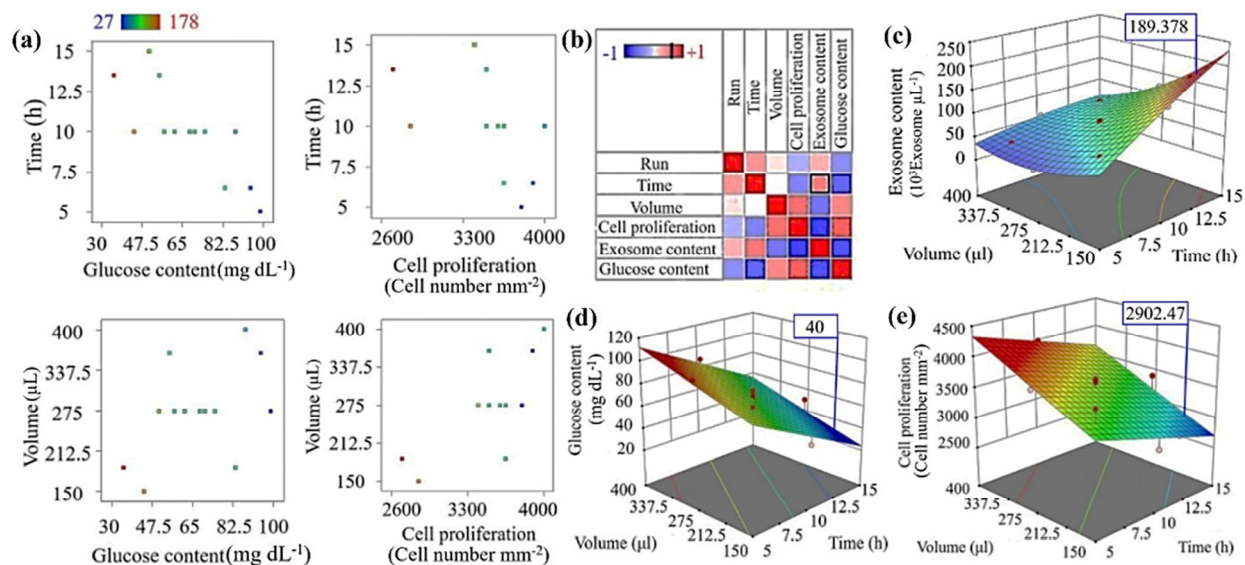 (a)
27
178
15
12.5
10
7.5
5
Time (h)
30 47.5 65 82.5 100
Glucose content(mg dL⁻¹)
15
12.5
10
7.5
5
Time (h)
2600 3300 4000
Cell proliferation
(Cell number mm⁻²)
400
337.5
275
212.5
150
Volume (µL)
30 47.5 65 82.5 100
Glucose content(mg dL⁻¹)
400
337.5
275
212.5
150
Volume (µL)
2600 3300 4000
Cell proliferation
(Cell number mm⁻²)
(b)
-1
+1
Run
Time
Volume
Cell proliferation
Exosome content
Glucose content
Run
Time
Volume
Cell proliferation
Exosome content
Glucose content
(c)
189.378
250
200
150
100
50
0
Exosome content
(10³Exosome µL⁻¹)
400
337.5
275
212.5
150
Volume (µl)
5
7.5
10
12.5
15
Time (h)
(d)
40
120
100
80
60
40
20
Glucose content
(mg dL⁻¹)
400
337.5
275
212.5
150
Volume (µl)
5
7.5
10
12.5
15
Time (h)
(e)
2902.47
4500
4000
3500
3000
2500
Cell proliferation
(Cell number mm⁻²)
400
337.5
275
212.5
150
Volume (µl)
5
7.5
10
12.5
15
Time (h)